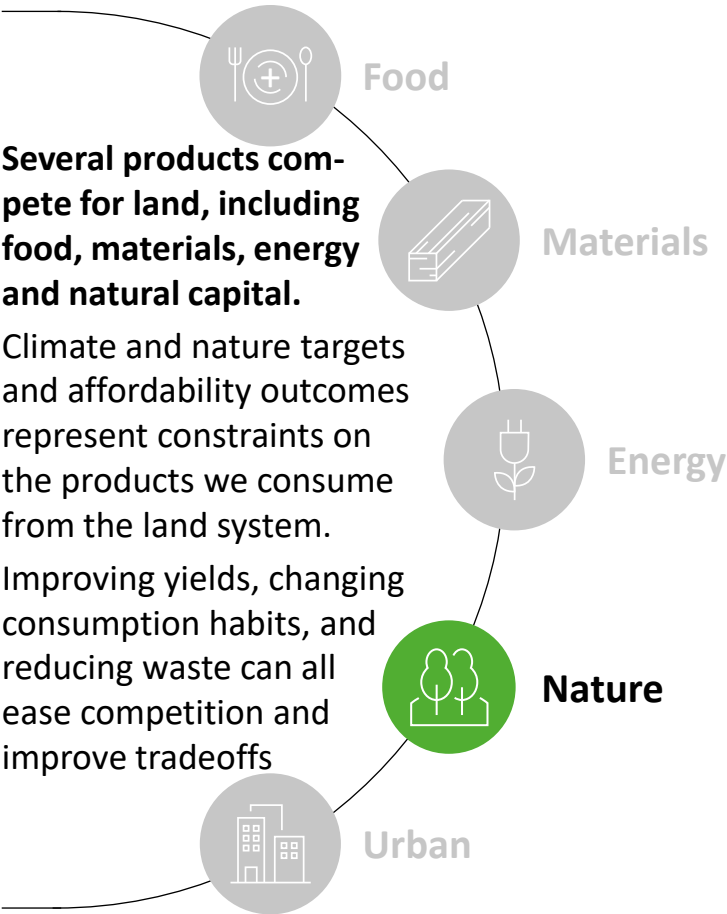 Food
Several products com-
pete for land, including
food, materials, energy
and natural capital.
Materials
Climate and nature targets
and affordability outcomes
represent constraints on
the products we consume
from the land system.
Energy
Improving yields, changing
consumption habits, and
reducing waste can all
ease competition and
improve tradeoffs
Nature
Urban